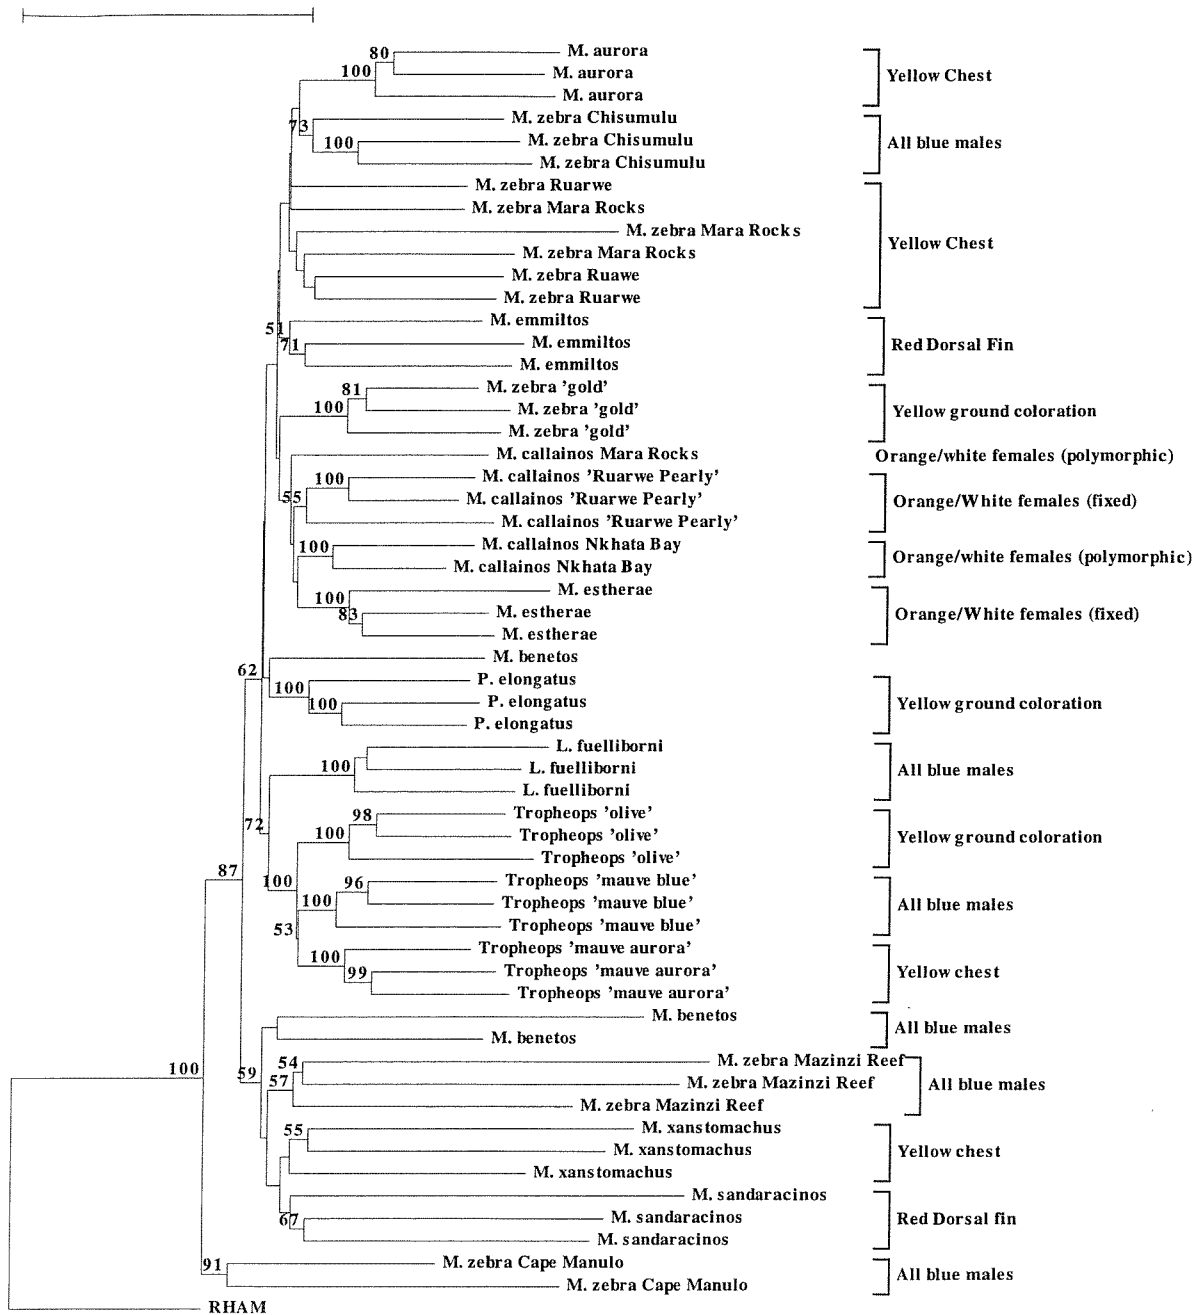 80 M. aurora
100 M. aurora
M. aurora
Yellow Chest
73 M. zebra Chisumulu
100 M. zebra Chisumulu
M. zebra Chisumulu
All blue males
M. zebra Ruarwe
M. zebra Mara Rocks
M. zebra Mara Rocks
M. zebra Mara Rocks
M. zebra Ruawe
M. zebra Ruarwe
Yellow Chest
51 M. emmiltos
71 M. emmiltos
M. emmiltos
Red Dorsal Fin
81 M. zebra 'gold'
100 M. zebra 'gold'
M. zebra 'gold'
Yellow ground coloration
M. callainos Mara Rocks
Orange/white females (polymorphic)
100 M. callainos 'Ruarwe Pearly'
55 M. callainos 'Ruarwe Pearly'
M. callainos 'Ruarwe Pearly'
Orange/White females (fixed)
100 M. callainos Nkhata Bay
M. callainos Nkhata Bay
Orange/white females (polymorphic)
100 M. estherae
83 M. estherae
M. estherae
Orange/White females (fixed)
62 M. benetos
100 P. elongatus
100 P. elongatus
P. elongatus
Yellow ground coloration
L. fuelliborni
100 L. fuelliborni
L. fuelliborni
All blue males
72
98 Tropheops 'olive'
100 Tropheops 'olive'
Tropheops 'olive'
Yellow ground coloration
87
100
96 Tropheops 'mauve blue'
100 Tropheops 'mauve blue'
Tropheops 'mauve blue'
All blue males
53
100 Tropheops 'mauve aurora'
99 Tropheops 'mauve aurora'
Tropheops 'mauve aurora'
Yellow chest
M. benetos
M. benetos
All blue males
100
59
54 M. zebra Mazinzi Reef
57 M. zebra Mazinzi Reef
M. zebra Mazinzi Reef
All blue males
55 M. xanstomachus
M. xanstomachus
M. xanstomachus
Yellow chest
M. sandaracinos
67 M. sandaracinos
M. sandaracinos
Red Dorsal fin
91 M. zebra Cape Manulo
M. zebra Cape Manulo
All blue males
RHAM